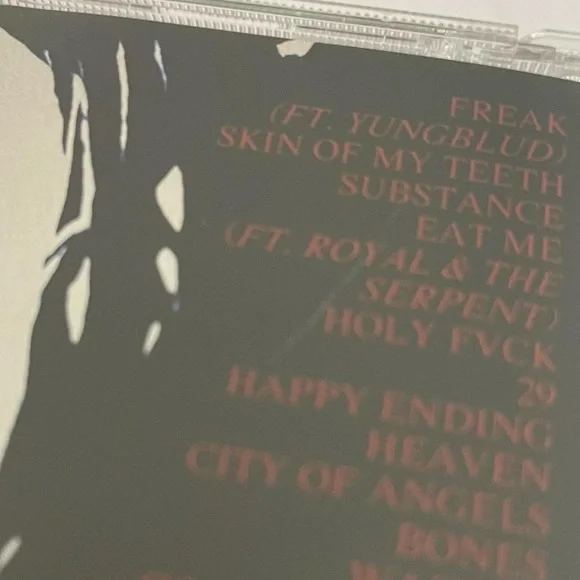 FREAK
(FT. YUNGBLUD)
SKIN OF MY TEETH
SUBSTANCE
EAT ME
(FT. ROYAL & THE
SERPENT)
HOLY FVCK
29
HAPPY ENDING
HEAVEN
CITY OF ANGELS
BONES